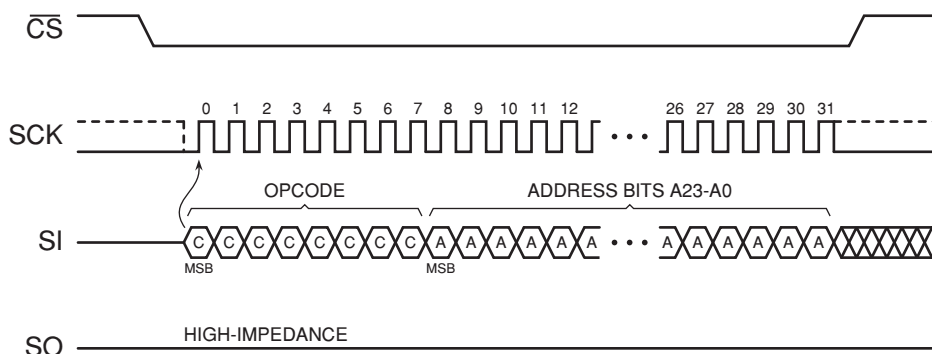 CS
0 1 2 3 4 5 6 7 8 9 10 11 12 26 27 28 29 30 31
SCK
OPCODE ADDRESS BITS A23-A0
SI C C C C C C C C A A A A A A A A A A A A
MSB MSB
HIGH-IMPEDANCE
SO